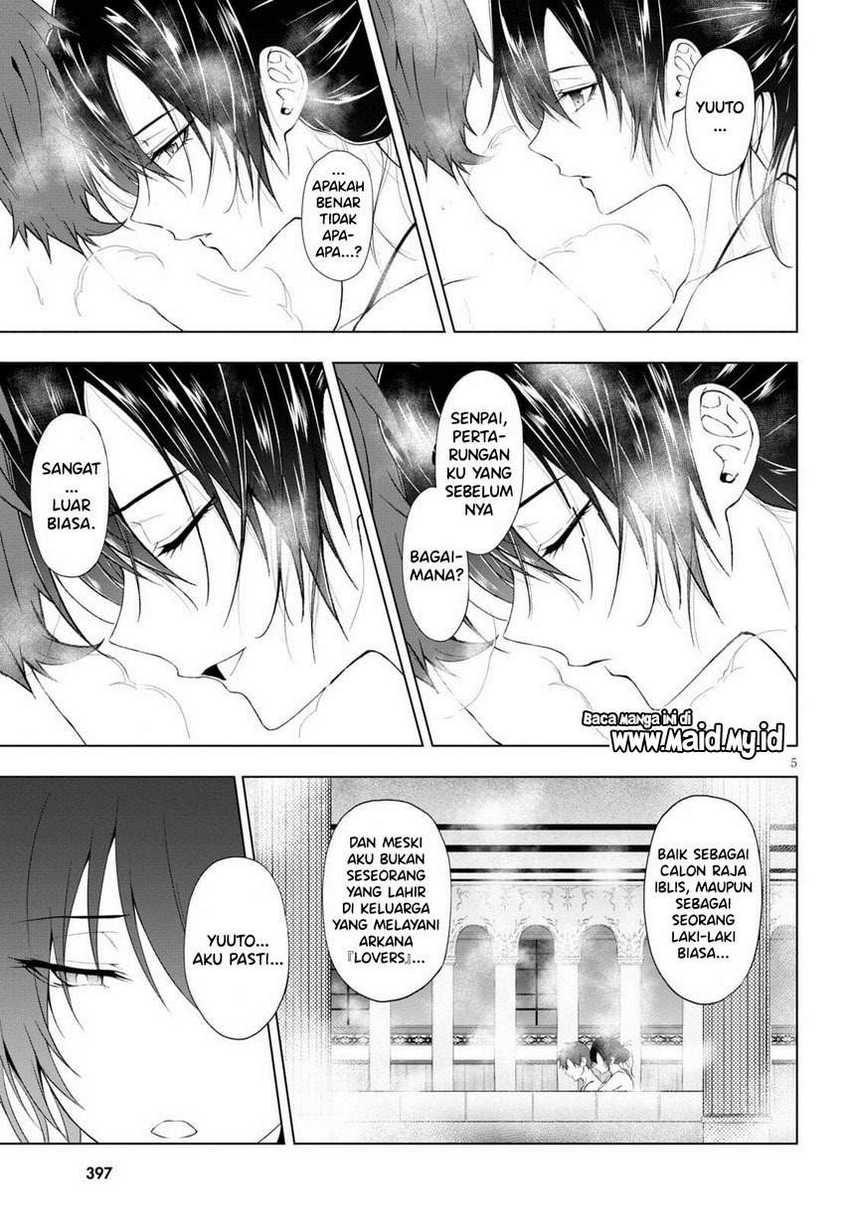 YUUTO
...
...
APAKAH
BENAR
TIDAK
APA-
APA...?
SENPAI,
PERTA-
RUNGAN
KU YANG
SEBELUM
NYA
BAGAI-
MANA?
SANGAT
...
LUAR
BIASA.
Baca Manga ini di
www.Maid.My.id
5
BAIK SEBAGAI
CALON RAJA
IBLIS, MAUPUN
SEBAGAI
SEORANG
LAKI-LAKI
BIASA...
DAN MESKI
AKU BUKAN
SESEORANG
YANG LAHIR
DI KELUARGA
YANG MELAYANI
ARKANA
『LOVERS』...
YUUTO...
AKU PASTI...
397